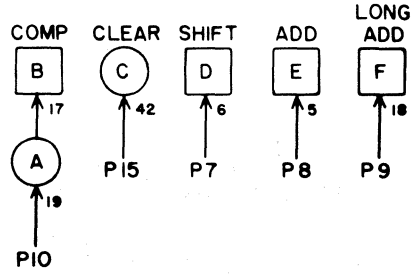 LONG
COMP CLEAR SHIFT ADD ADD
B C D E F
17 42 6 5 18
A P15 P7 P8 P9
19
P10